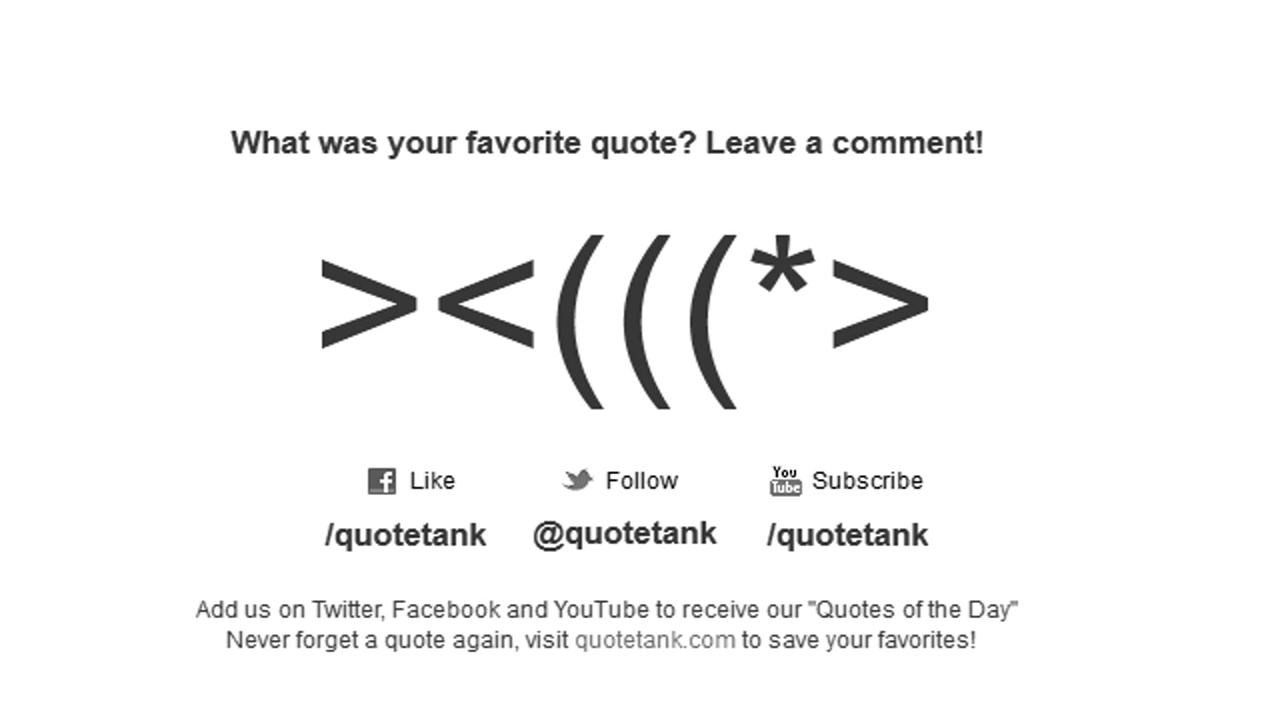 What was your favorite quote? Leave a comment!
><(((*>
Like Follow You Tube Subscribe
/quotetank @quotetank /quotetank
Add us on Twitter, Facebook and YouTube to receive our "Quotes of the Day"
Never forget a quote again, visit quotetank.com to save your favorites!